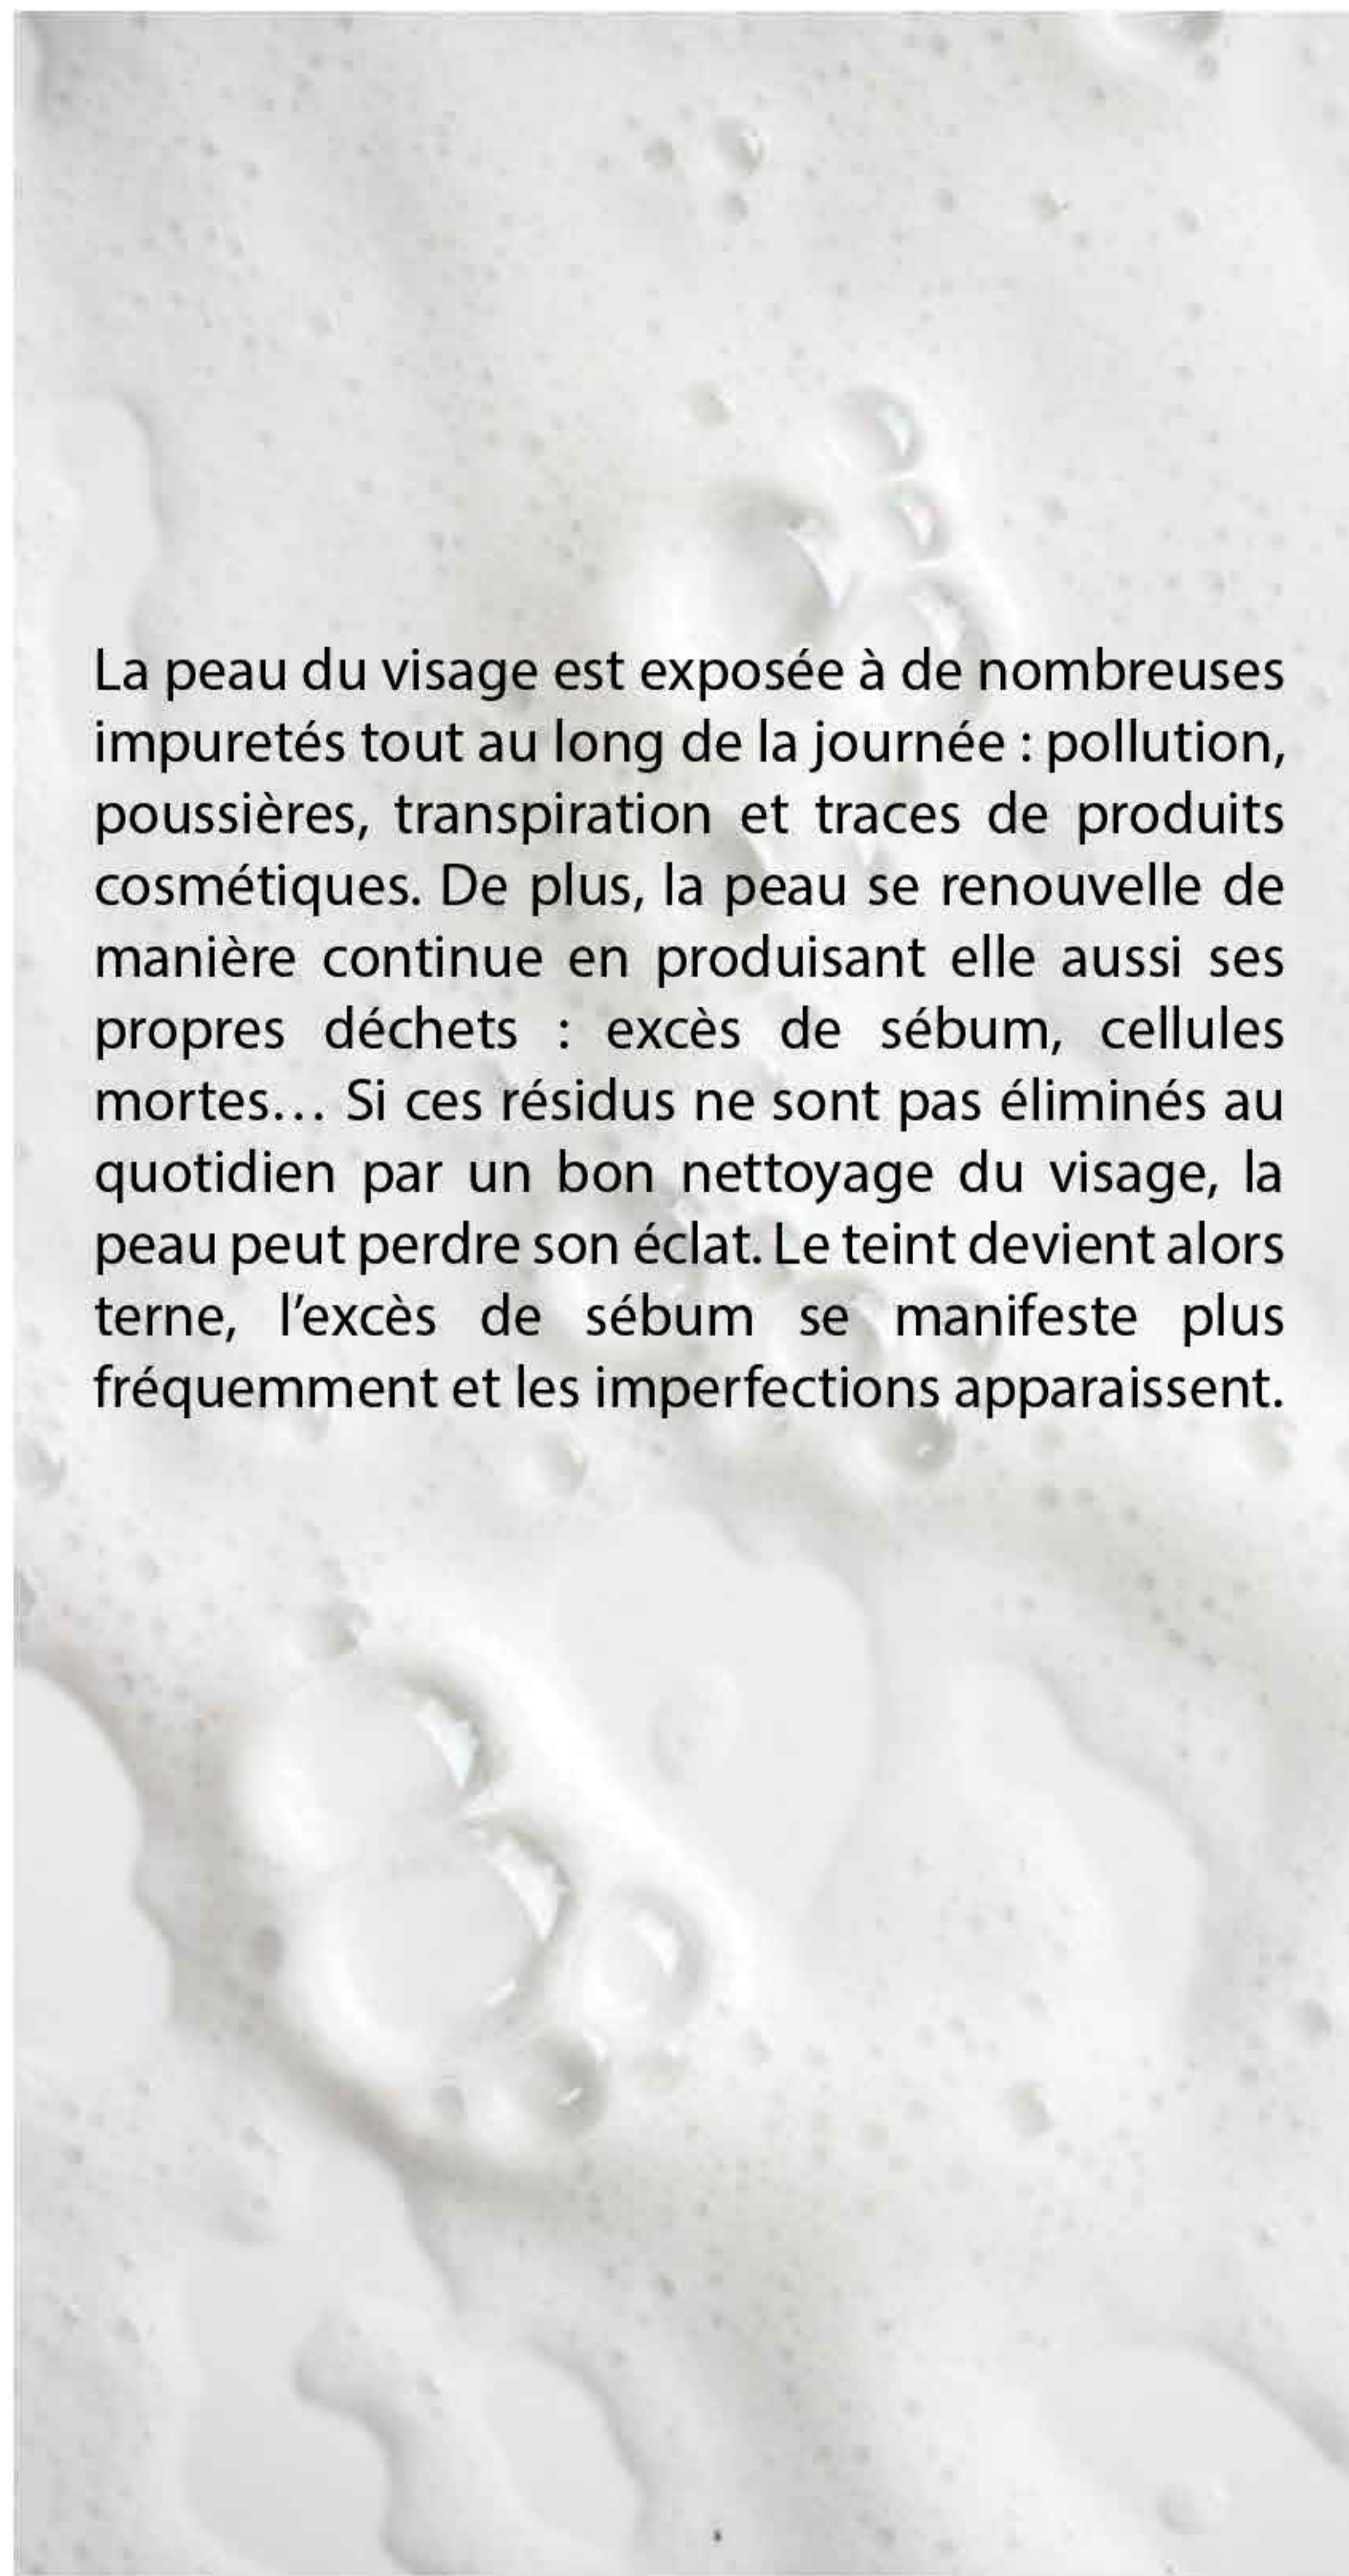 La peau du visage est exposée à de nombreuses
impuretés tout au long de la journée : pollution,
poussières, transpiration et traces de produits
cosmétiques. De plus, la peau se renouvelle de
manière continue en produisant elle aussi ses
propres déchets : excès de sébum, cellules
mortes… Si ces résidus ne sont pas éliminés au
quotidien par un bon nettoyage du visage, la
peau peut perdre son éclat. Le teint devient alors
terne, l’excès de sébum se manifeste plus
fréquemment et les imperfections apparaissent.